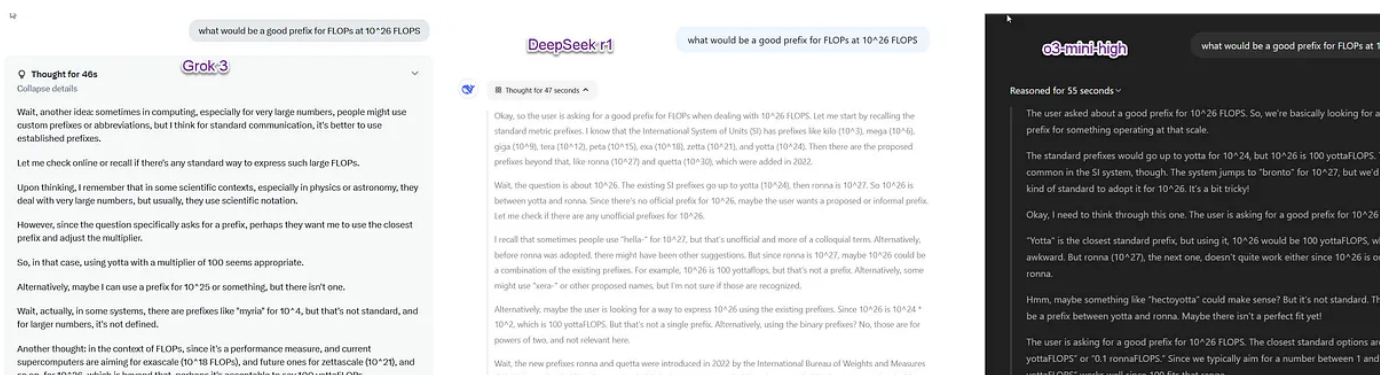 what would be a good prefix for FLOPs at 10^26 FLOPS
Grok 3
Thought for 46s
Collapse details
Wait, another idea: sometimes in computing, especially for very large numbers, people might use
custom prefixes or abbreviations, but I think for standard communication, it's better to use
established prefixes.
Let me check online or recall if there's any standard way to express such large FLOPs.
Upon thinking, I remember that in some scientific contexts, especially in physics or astronomy, they
deal with very large numbers, but usually, they use scientific notation.
However, since the question specifically asks for a prefix, perhaps they want me to use the closest
prefix and adjust the multiplier.
So, in that case, using yotta with a multiplier of 100 seems appropriate.
Alternatively, maybe I can use a prefix for 10^25 or something, but there isn't one.
Wait, actually, in some systems, there are prefixes like "myria" for 10^4, but that's not standard, and
for larger numbers, it's not defined.
Another thought: in the context of FLOPs, since it's a performance measure, and current
supercomputers are aiming for exascale (10^18 FLOPs), and future ones for zettascale (10^21), and
DeepSeek r1
what would be a good prefix for FLOPs at 10^26 FLOPS
Thought for 47 seconds
Okay, so the user is asking for a good prefix for FLOPs when dealing with 10^26 FLOPS. Let me start by recalling the
standard metric prefixes. I know that the International System of Units (SI) has prefixes like kilo (10^3), mega (10^6),
giga (10^9), tera (10^12), peta (10^15), exa (10^18), zetta (10^21), and yotta (10^24). Then there are the proposed
prefixes beyond that, like ronna (10^27) and quetta (10^30), which were added in 2022.
Wait, the question is about 10^26. The existing SI prefixes go up to yotta (10^24), then ronna is 10^27. So 10^26 is
between yotta and ronna. Since there's no official prefix for 10^26, maybe the user wants a proposed or informal prefix.
Let me check if there are any unofficial prefixes for 10^26.
I recall that sometimes people use "hella-" for 10^27, but that's unofficial and more of a colloquial term. Alternatively,
before ronna was adopted, there might have been other suggestions. But since ronna is 10^27, maybe 10^26 could be
a combination of the existing prefixes. For example, 10^26 is 100 yottaflops, but that's not a prefix. Alternatively, some
might use "xera-" or other proposed names, but I'm not sure if those are recognized.
Alternatively, maybe the user is looking for a way to express 10^26 using the existing prefixes. Since 10^26 is 10^24 *
10^2, which is 100 yottaFLOPS. But that's not a single prefix. Alternatively, using the binary prefixes? No, those are for
powers of two, and not relevant here.
Wait, the new prefixes ronna and quetta were introduced in 2022 by the International Bureau of Weights and Measures
o3-mini-high
what would be a good prefix for FLOPs at 1
Reasoned for 55 seconds
The user asked about a good prefix for 10^26 FLOPS. So, we're basically looking for a
prefix for something operating at that scale.
The standard prefixes would go up to yotta for 10^24, but 10^26 is 100 yottaFLOPS.
common in the SI system, though. The system jumps to "bronto" for 10^27, but we'd
kind of standard to adopt it for 10^26. It's a bit tricky!
Okay, I need to think through this one. The user is asking for a good prefix for 10^26
"Yotta" is the closest standard prefix, but using it, 10^26 would be 100 yottaFLOPS,
awkward. But ronna (10^27), the next one, doesn't quite work either since 10^26 is
ronna.
Hmm, maybe something like "hectoyotta" could make sense? But it's not standard.
be a prefix between yotta and ronna. Maybe there isn't a perfect fit yet!
The user is asking for a good prefix for 10^26 FLOPS. The closest standard options
yottaFLOPS" or "0.1 ronnaFLOPS." Since we typically aim for a number between 1 and